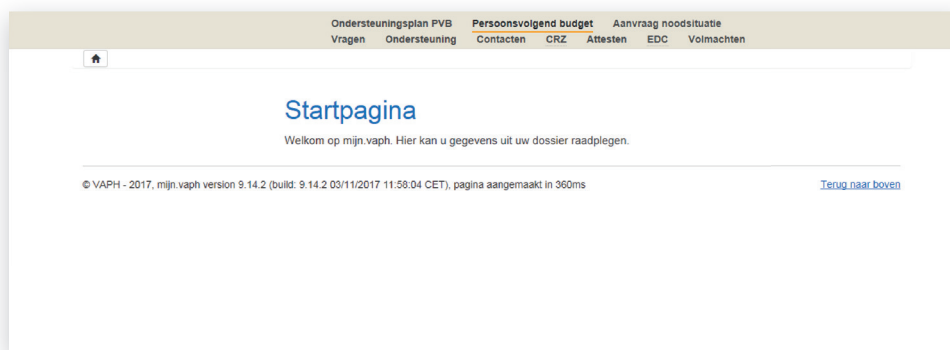 Ondersteuningsplan PVB Persoonsvolgend budget Aanvraag noodsituatie
Vragen Ondersteuning Contacten CRZ Attesten EDC Volmachten
Startpagina
Welkom op mijn.vaph. Hier kan u gegevens uit uw dossier raadplegen.
© VAPH - 2017, mijn.vaph version 9.14.2 (build: 9.14.2 03/11/2017 11:58:04 CET), pagina aangemaakt in 360ms Terug naar boven